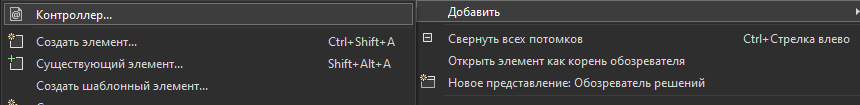 Контроллер...
Создать элемент... Ctrl+Shift+A
Существующий элемент... Shift+Alt+A
Создать шаблонный элемент...
Добавить
Свернуть всех потомков Ctrl+Стрелка влево
Открыть элемент как корень обозревателя
Новое представление: Обозреватель решений